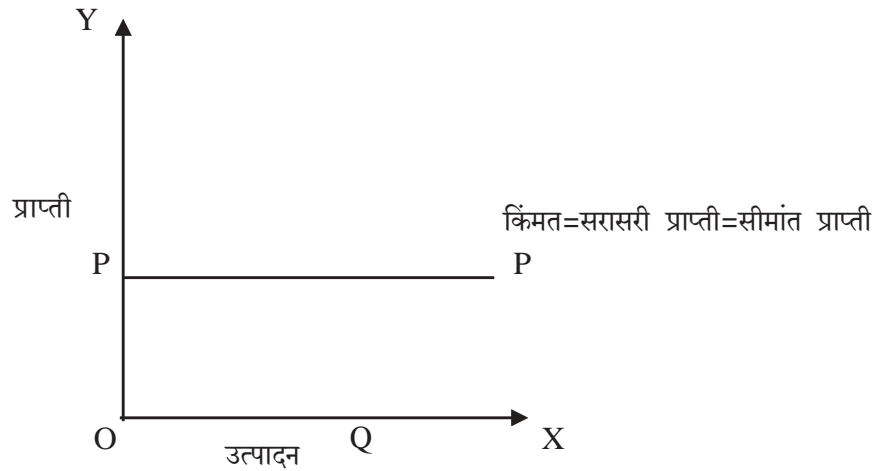 Y
प्राप्ती
किंमत=सरासरी प्राप्ती=सीमांत प्राप्ती
P P
O उत्पादन Q X